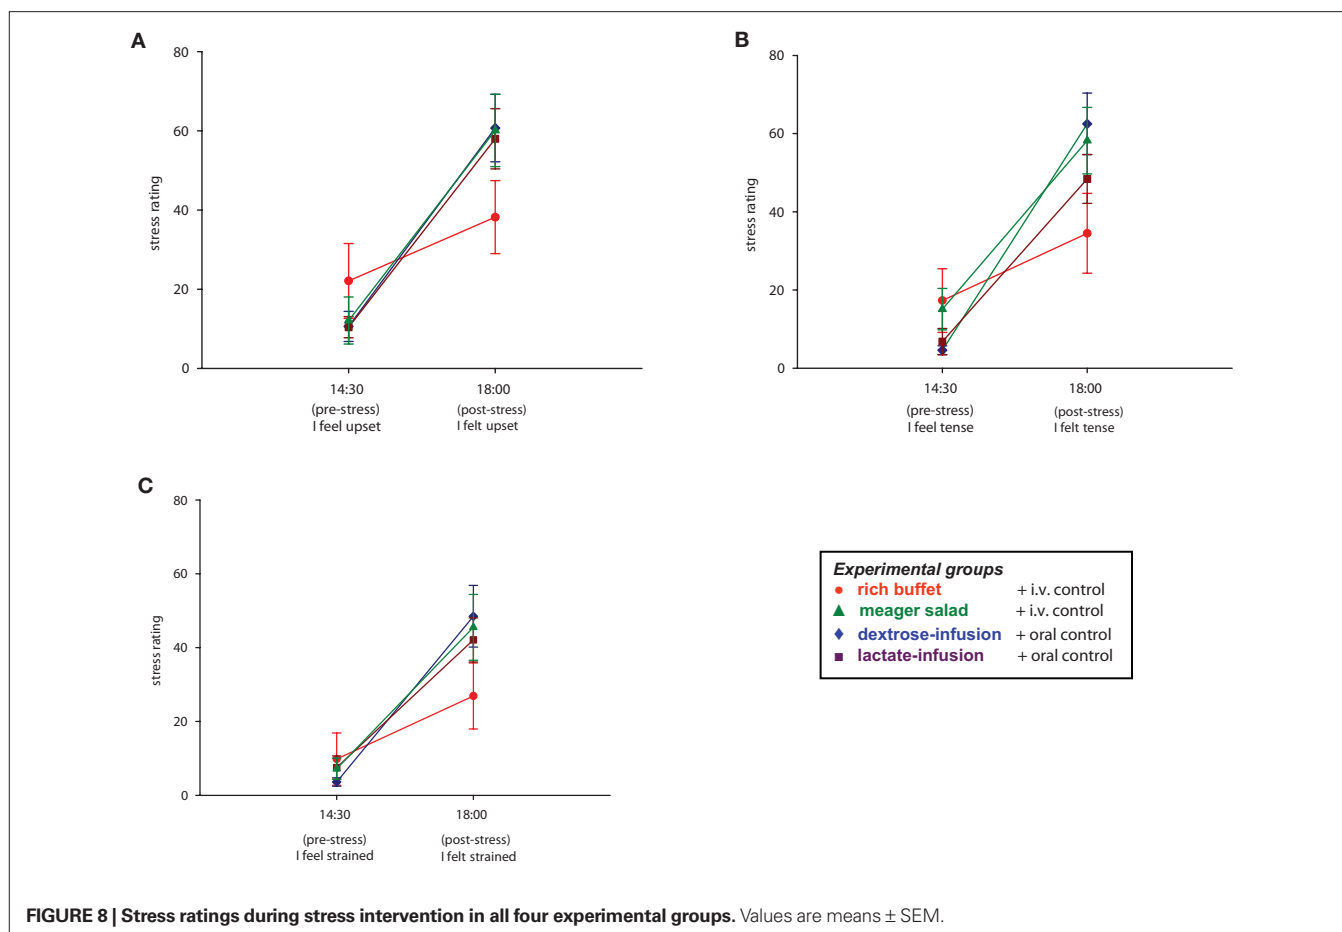 A
80
60
40
20
0
stress rating
14:30
18:00
(pre-stress)
(post-stress)
I feel upset
I felt upset
B
80
60
40
20
0
stress rating
14:30
18:00
(pre-stress)
(post-stress)
I feel tense
I felt tense
C
80
60
40
20
0
stress rating
14:30
18:00
(pre-stress)
(post-stress)
I feel strained
I felt strained
Experimental groups
rich buffet + i.v. control
meager salad + i.v. control
dextrose-infusion + oral control
lactate-infusion + oral control
FIGURE 8 | Stress ratings during stress intervention in all four experimental groups. Values are means ± SEM.